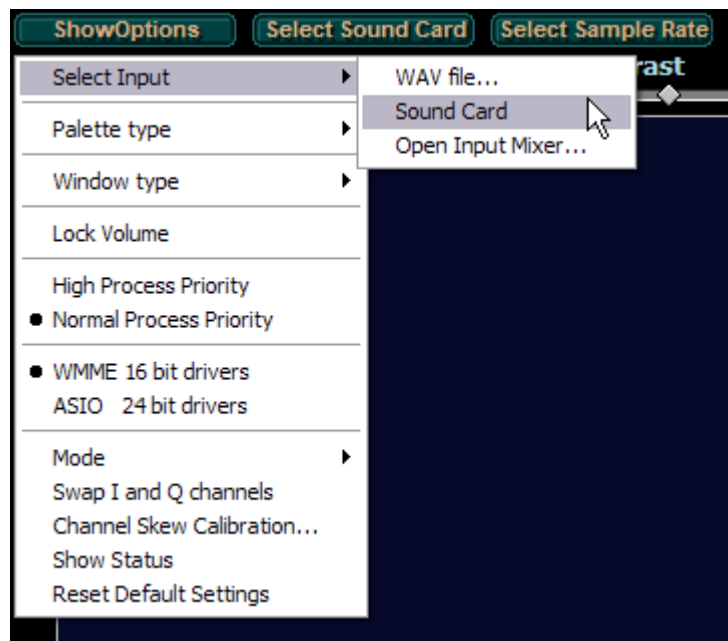 ShowOptions Select Sound Card Select Sample Rate
rast
Select Input
WAV file...
Sound Card
Open Input Mixer...
Palette type
Window type
Lock Volume
High Process Priority
Normal Process Priority
WMME 16 bit drivers
ASIO 24 bit drivers
Mode
Swap I and Q channels
Channel Skew Calibration...
Show Status
Reset Default Settings